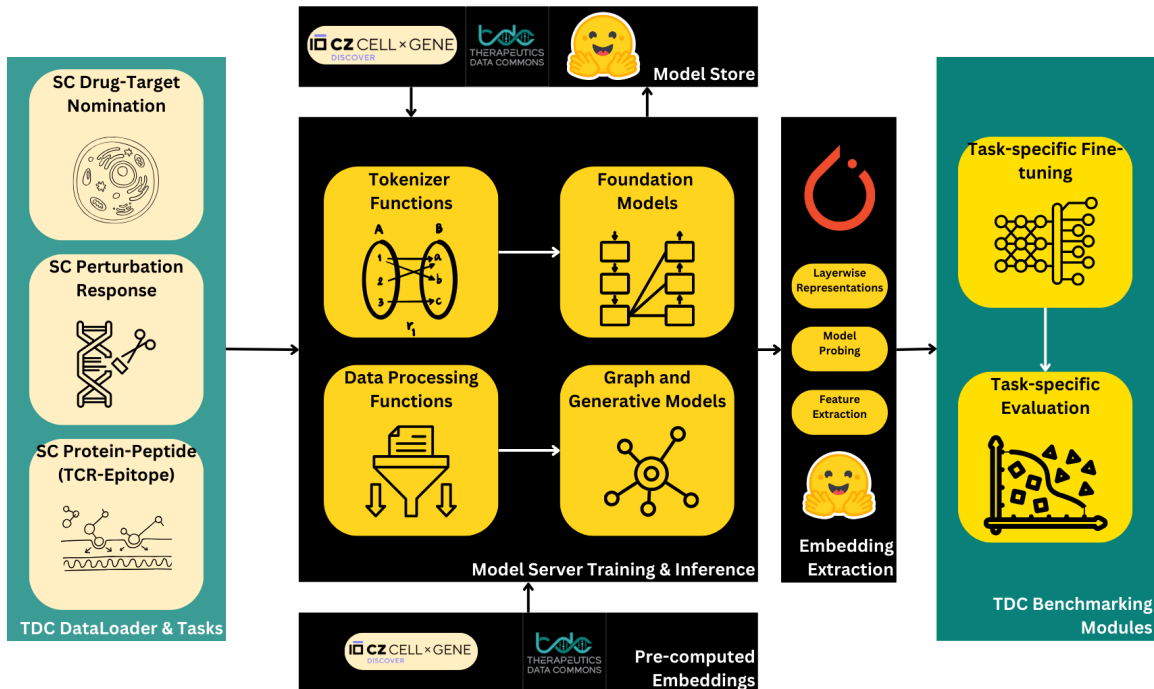 SC Drug-Target
Nomination
SC Perturbation
Response
SC Protein-Peptide
(TCR-Epitope)
TDC DataLoader & Tasks
CZ CELL×GENE
DISCOVER
tdc
THERAPEUTICS
DATA COMMONS
Model Store
Tokenizer
Functions
A B
1 a
2 b
3 c
r1
Foundation
Models
Data Processing
Functions
Graph and
Generative Models
Model Server Training & Inference
CZ CELL×GENE
DISCOVER
tdc
THERAPEUTICS
DATA COMMONS
Pre-computed
Embeddings
Layerwise
Representations
Model
Probing
Feature
Extraction
Embedding
Extraction
Task-specific Fine-
tuning
Task-specific
Evaluation
TDC Benchmarking
Modules